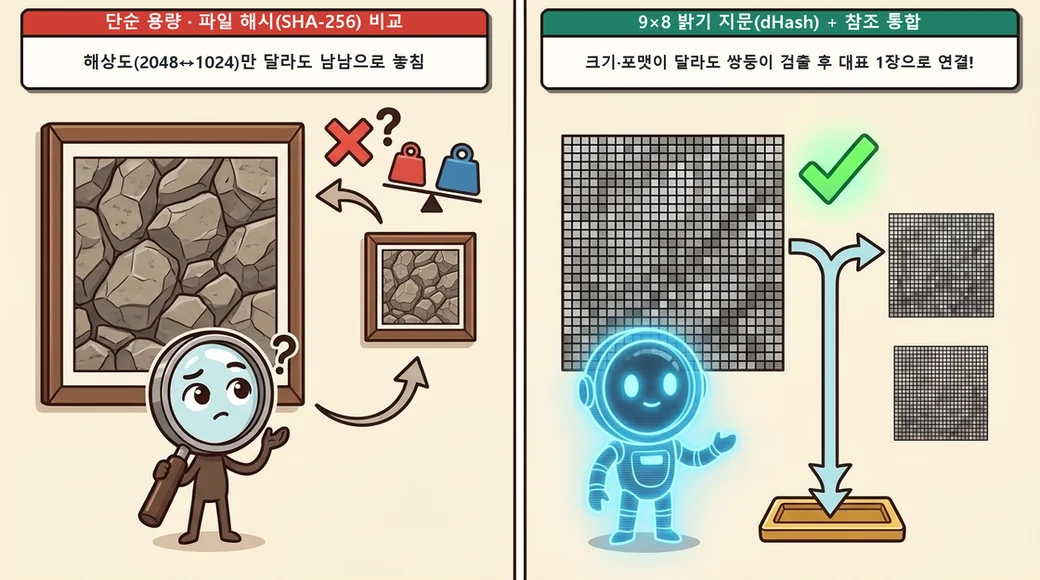 단순 용량 · 파일 해시(SHA-256) 비교
해상도(2048↔1024)만 달라도 남남으로 놓침
?
?
9×8 밝기 지문(dHash) + 참조 통합
크기·포맷이 달라도 쌍둥이 검출 후 대표 1장으로 연결!